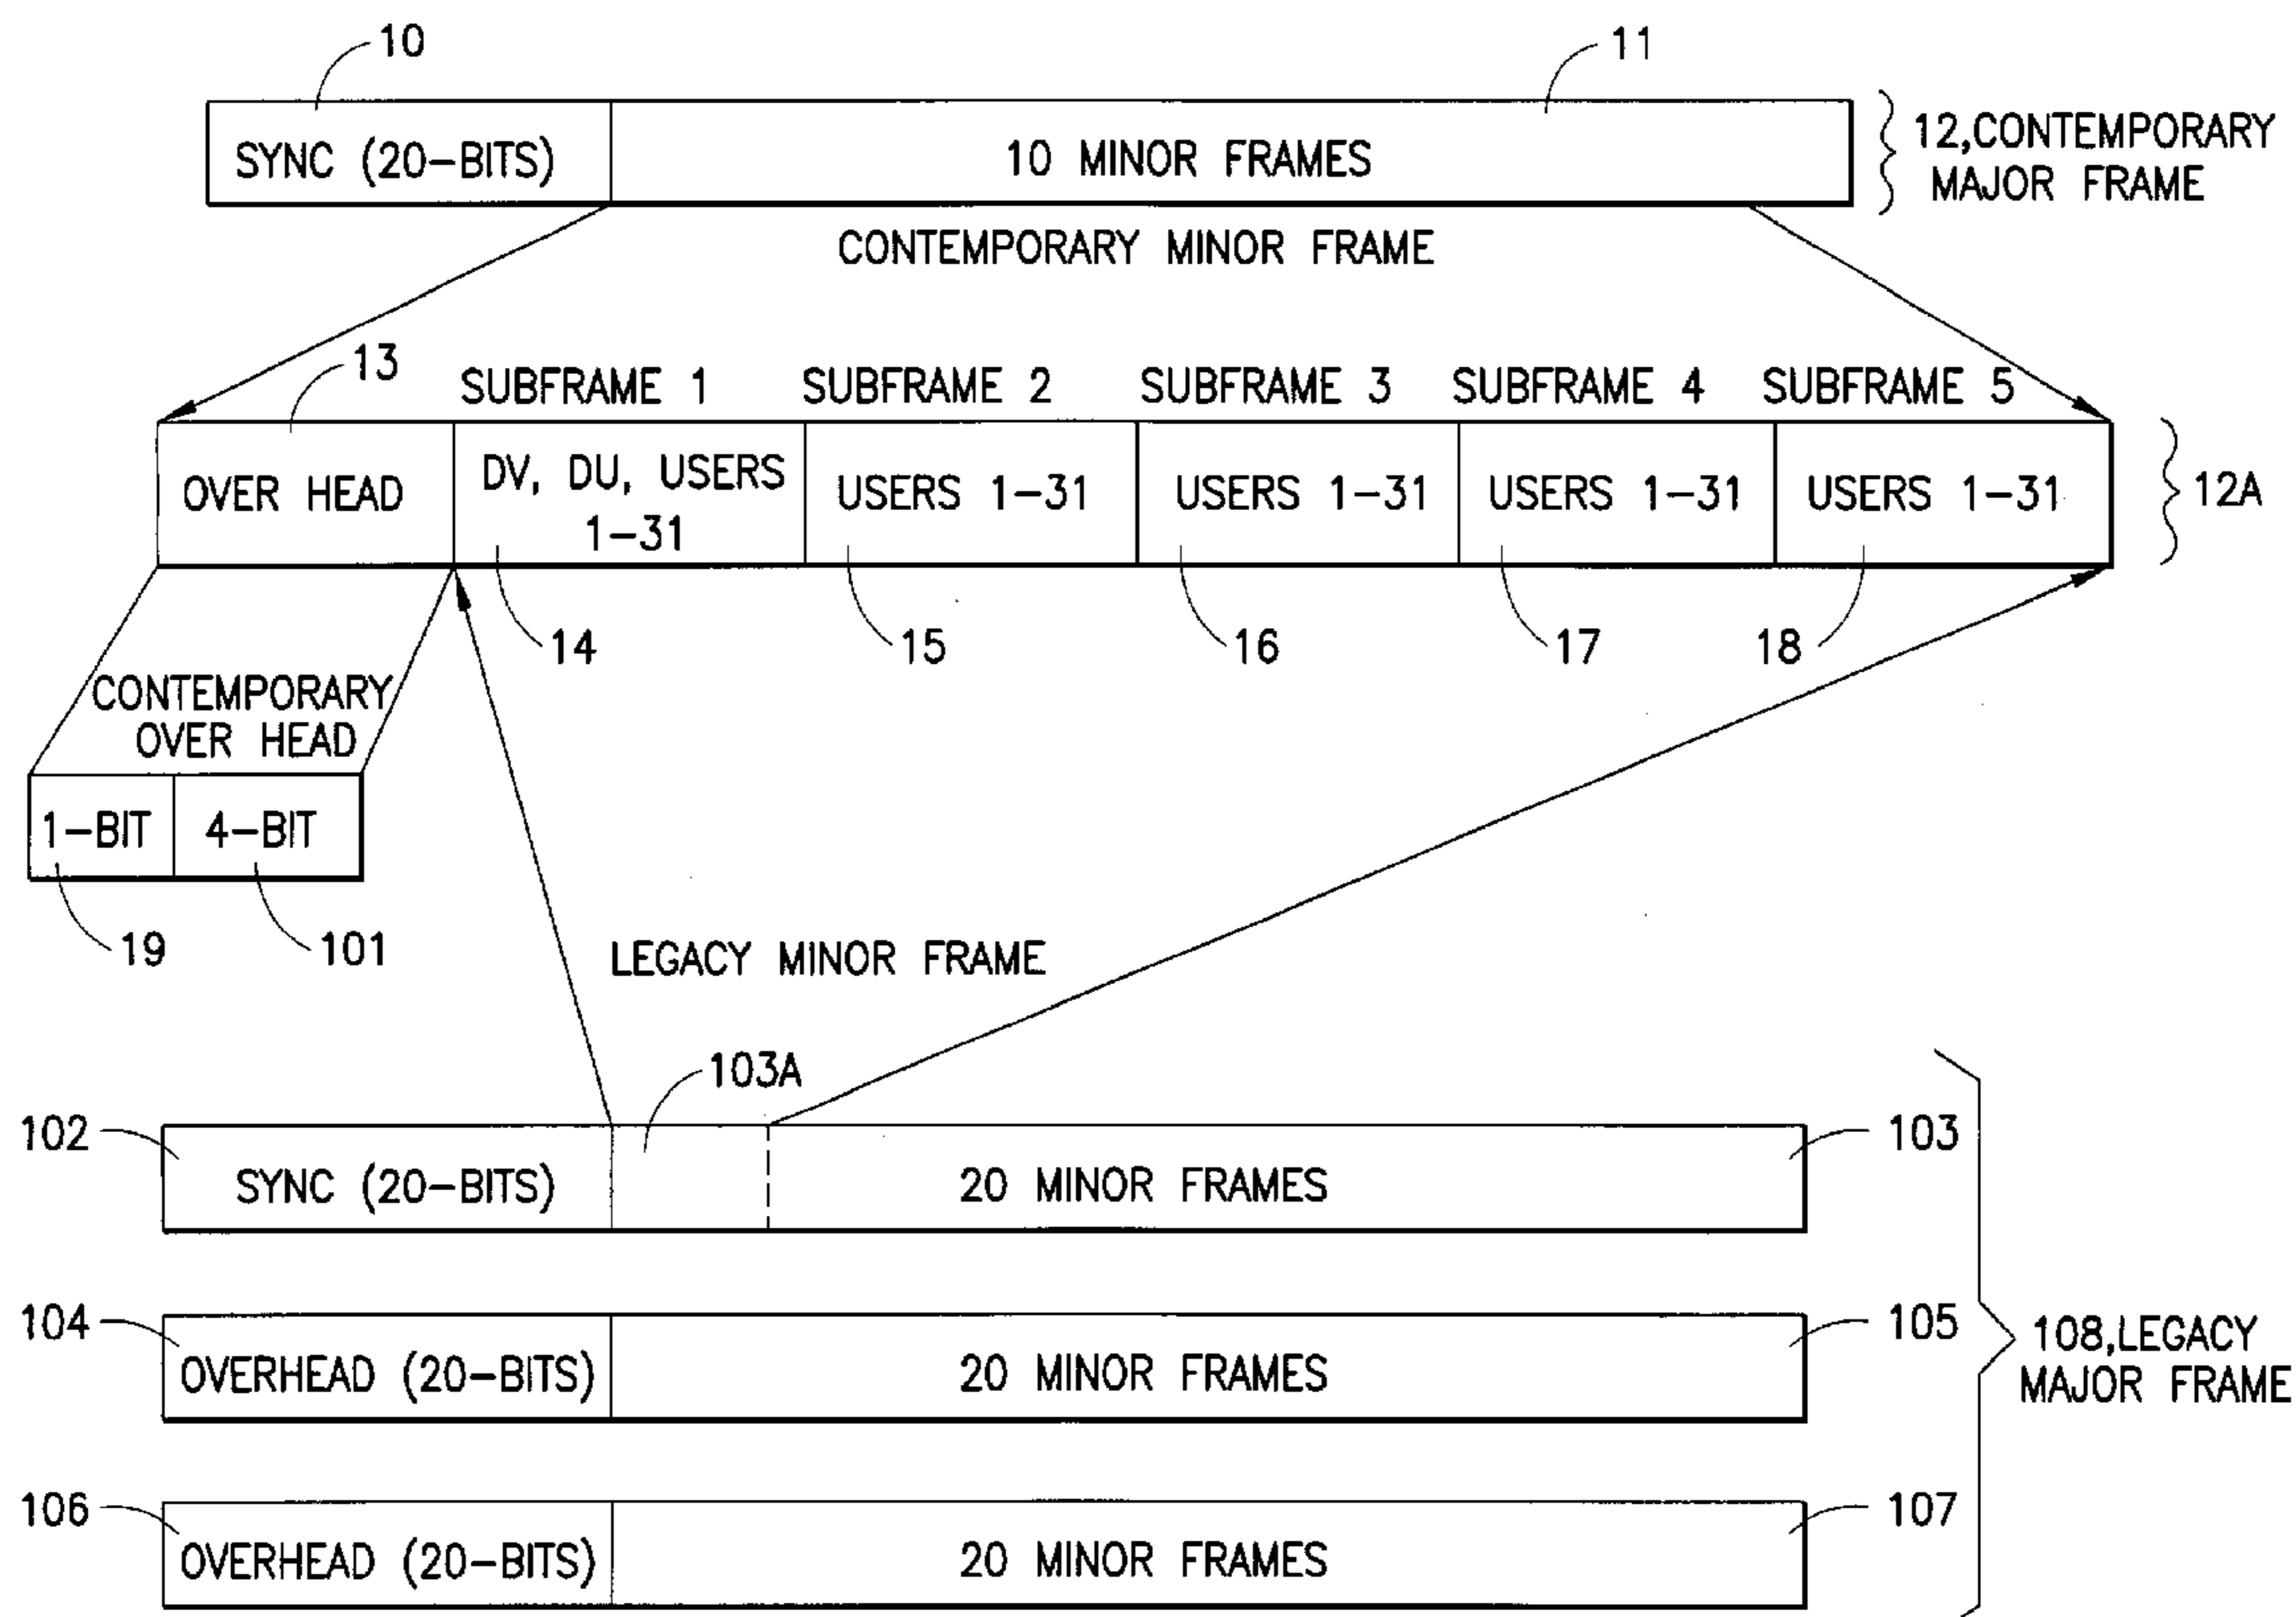 10
11
SYNC (20-BITS)
10 MINOR FRAMES
12,CONTEMPORARY
MAJOR FRAME
CONTEMPORARY MINOR FRAME
13
SUBFRAME 1
SUBFRAME 2
SUBFRAME 3
SUBFRAME 4
SUBFRAME 5
OVER HEAD
DV, DU, USERS
1-31
USERS 1-31
USERS 1-31
USERS 1-31
USERS 1-31
12A
14
15
16
17
18
CONTEMPORARY
OVER HEAD
1-BIT
4-BIT
19
101
LEGACY MINOR FRAME
103A
102
SYNC (20-BITS)
20 MINOR FRAMES
103
104
OVERHEAD (20-BITS)
20 MINOR FRAMES
105
108,LEGACY
MAJOR FRAME
106
OVERHEAD (20-BITS)
20 MINOR FRAMES
107